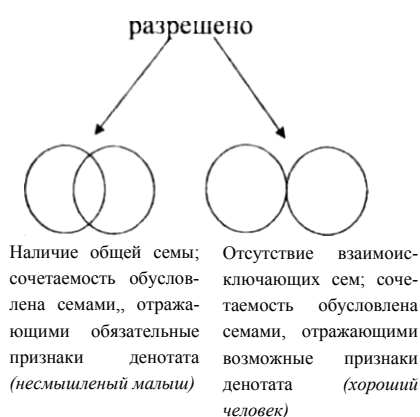 разрешено
Наличие общей семы;
сочетаемость обуслов-
лена семами,, отража-
ющими обязательные
признаки денотата
(несмышленый малыш)
Отсутствие взаимоис-
ключающих сем; соче-
таемость обусловлена
семами, отражающими
возможные признаки
денотата (хороший
человек)